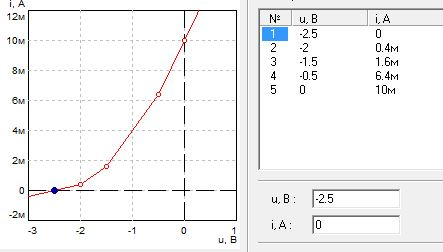 i, A
12м
10м
8м
6м
4м
2м
0
-2м
-3 -2 -1 0 1
u, В
№ u, В i, A
1 -2.5 0
2 -2 0.4м
3 -1.5 1.6м
4 -0.5 6.4м
5 0 10м
u, В : -2.5
i, A : 0